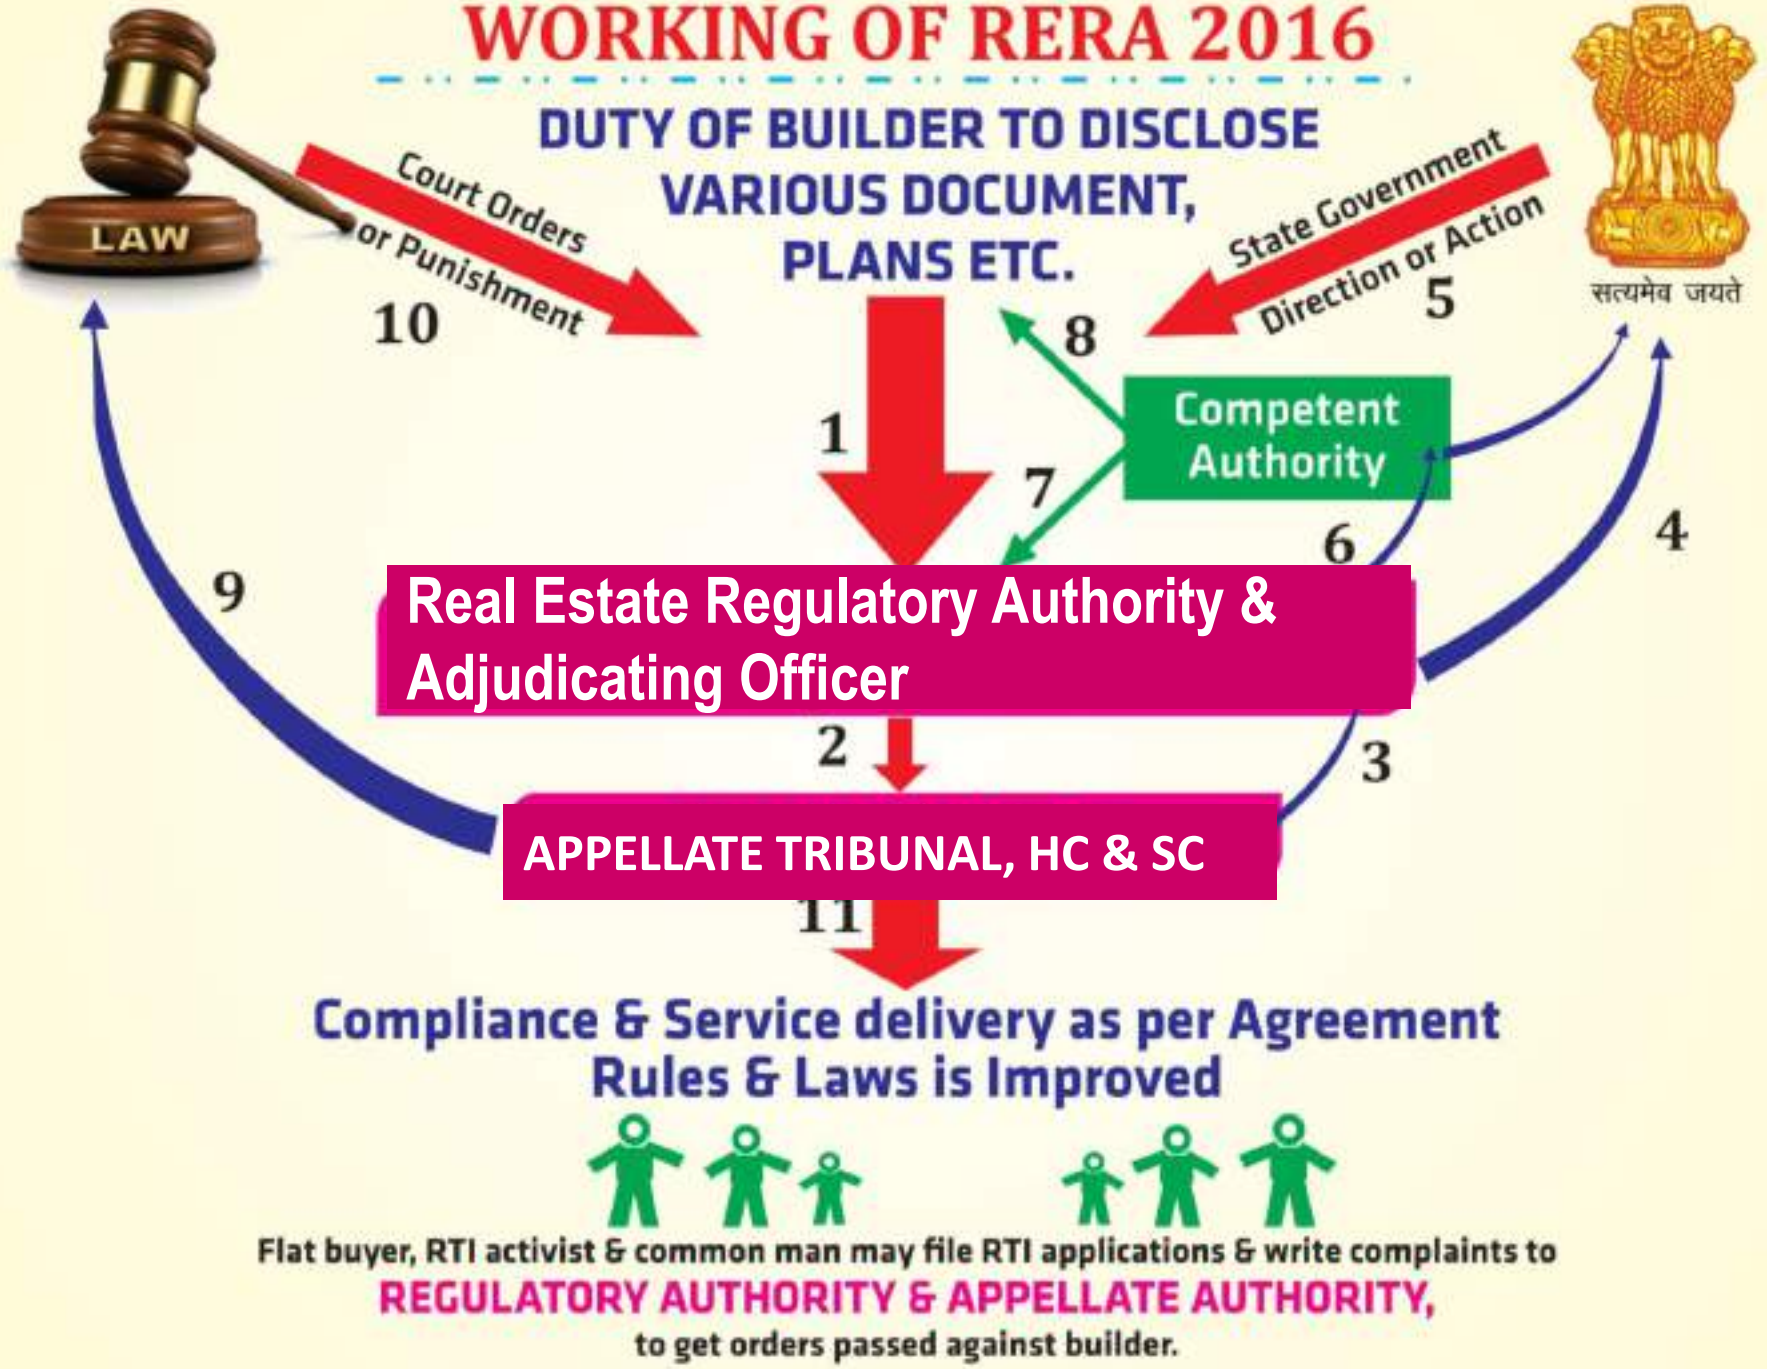 WORKING OF RERA 2016
DUTY OF BUILDER TO DISCLOSE
VARIOUS DOCUMENT,
PLANS ETC.
LAW
Court Orders
or Punishment
10
State Government
Direction or Action
5
सत्यमेव जयते
8
Competent
Authority
1
7
6
4
9
Real Estate Regulatory Authority &
Adjudicating Officer
2
3
APPELLATE TRIBUNAL, HC & SC
11
Compliance & Service delivery as per Agreement
Rules & Laws is Improved
Flat buyer, RTI activist & common man may file RTI applications & write complaints to
REGULATORY AUTHORITY & APPELLATE AUTHORITY,
to get orders passed against builder.